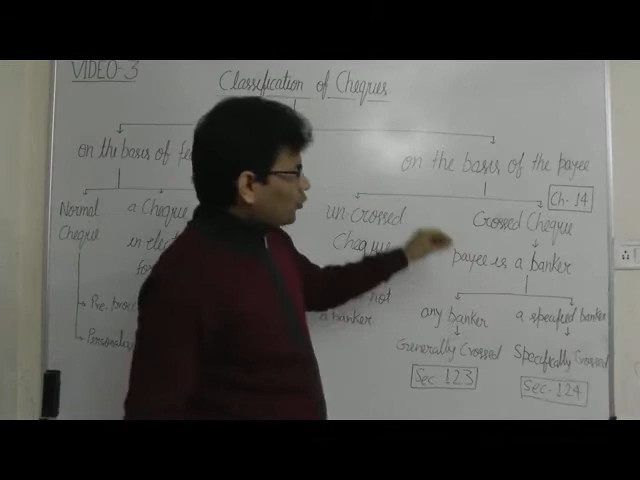 VIDEO-3
Classification of Cheques
on the basis of
on the basis of the payee
Ch-14
Normal
Cheque
a Cheque
in
un-crossed
Cheque
not
a banker.
Crossed Cheque
payee is a banker
any banker
Generally Crossed
Sec 123
a specified banker
Specifically Crossed
Sec-124